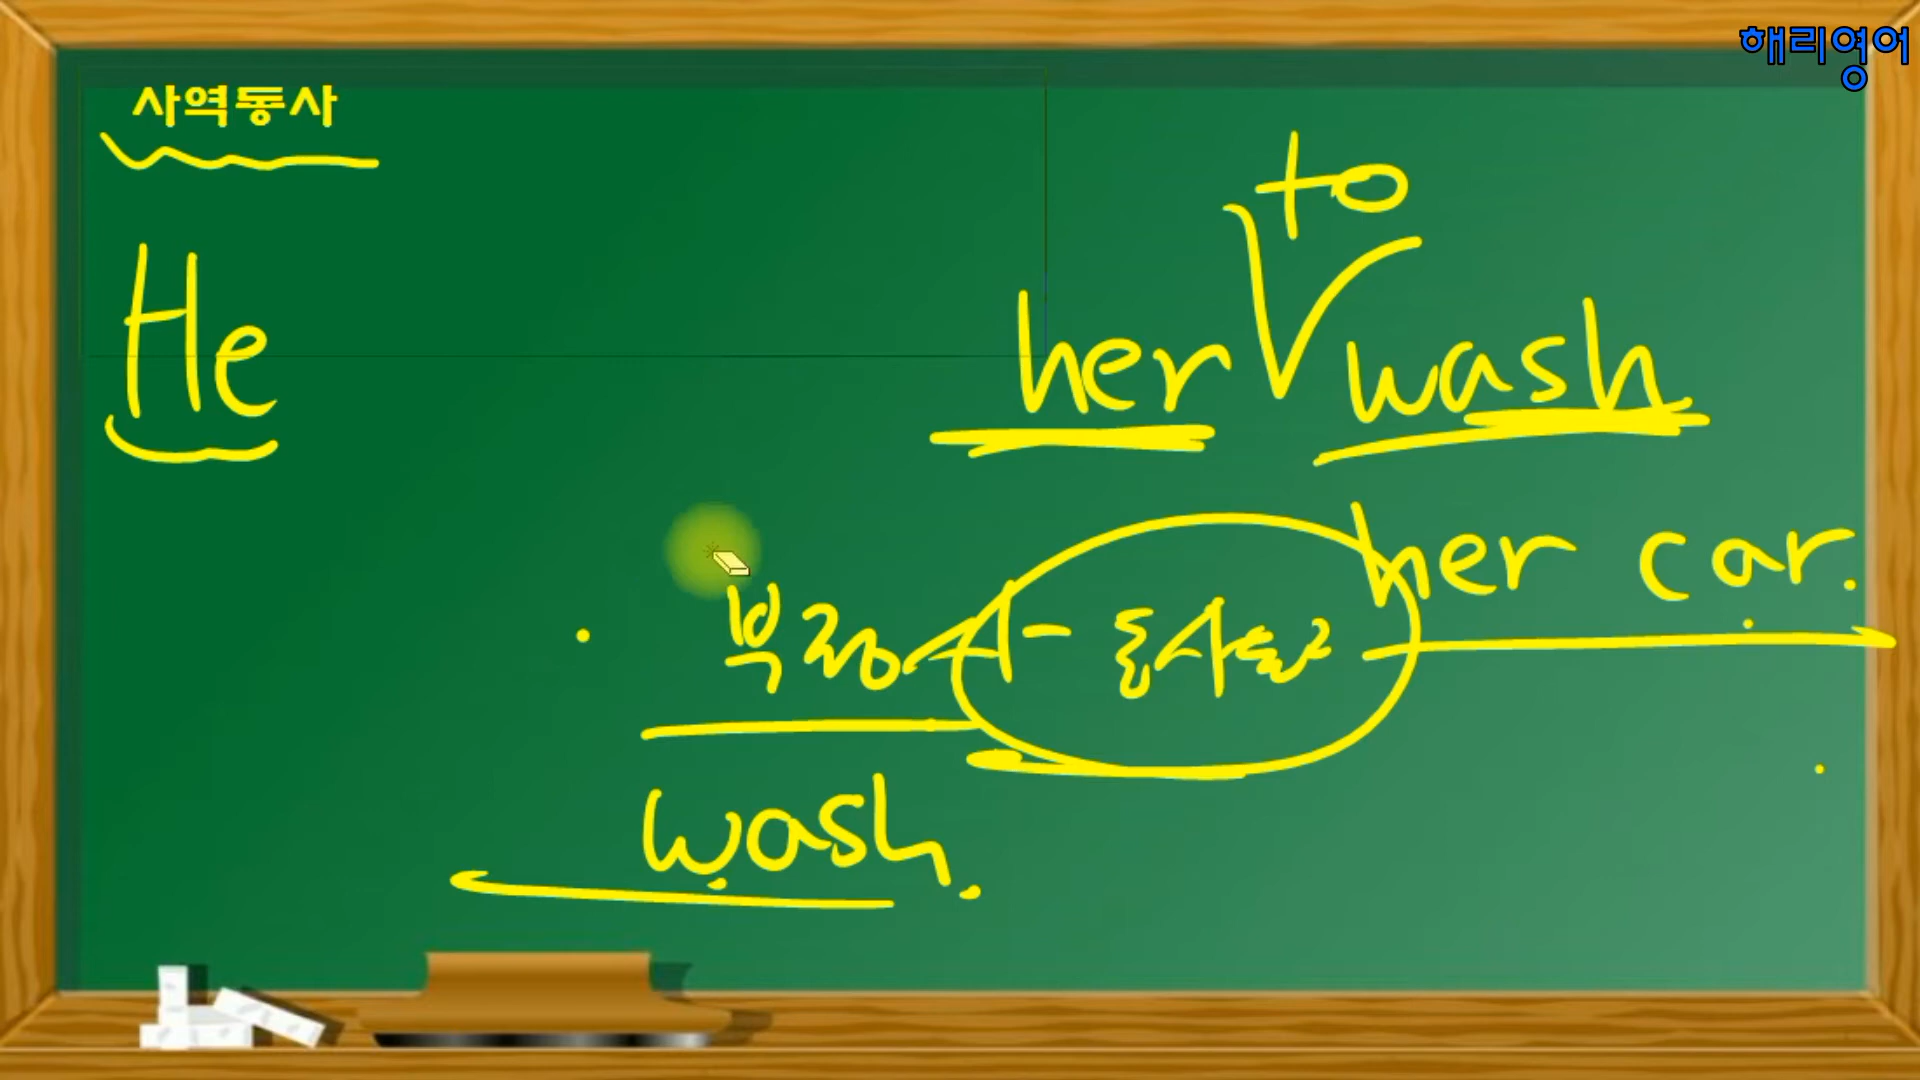 해리영어
사역동사
to
He her wash
her car.
부정사 - 동사원
wash.